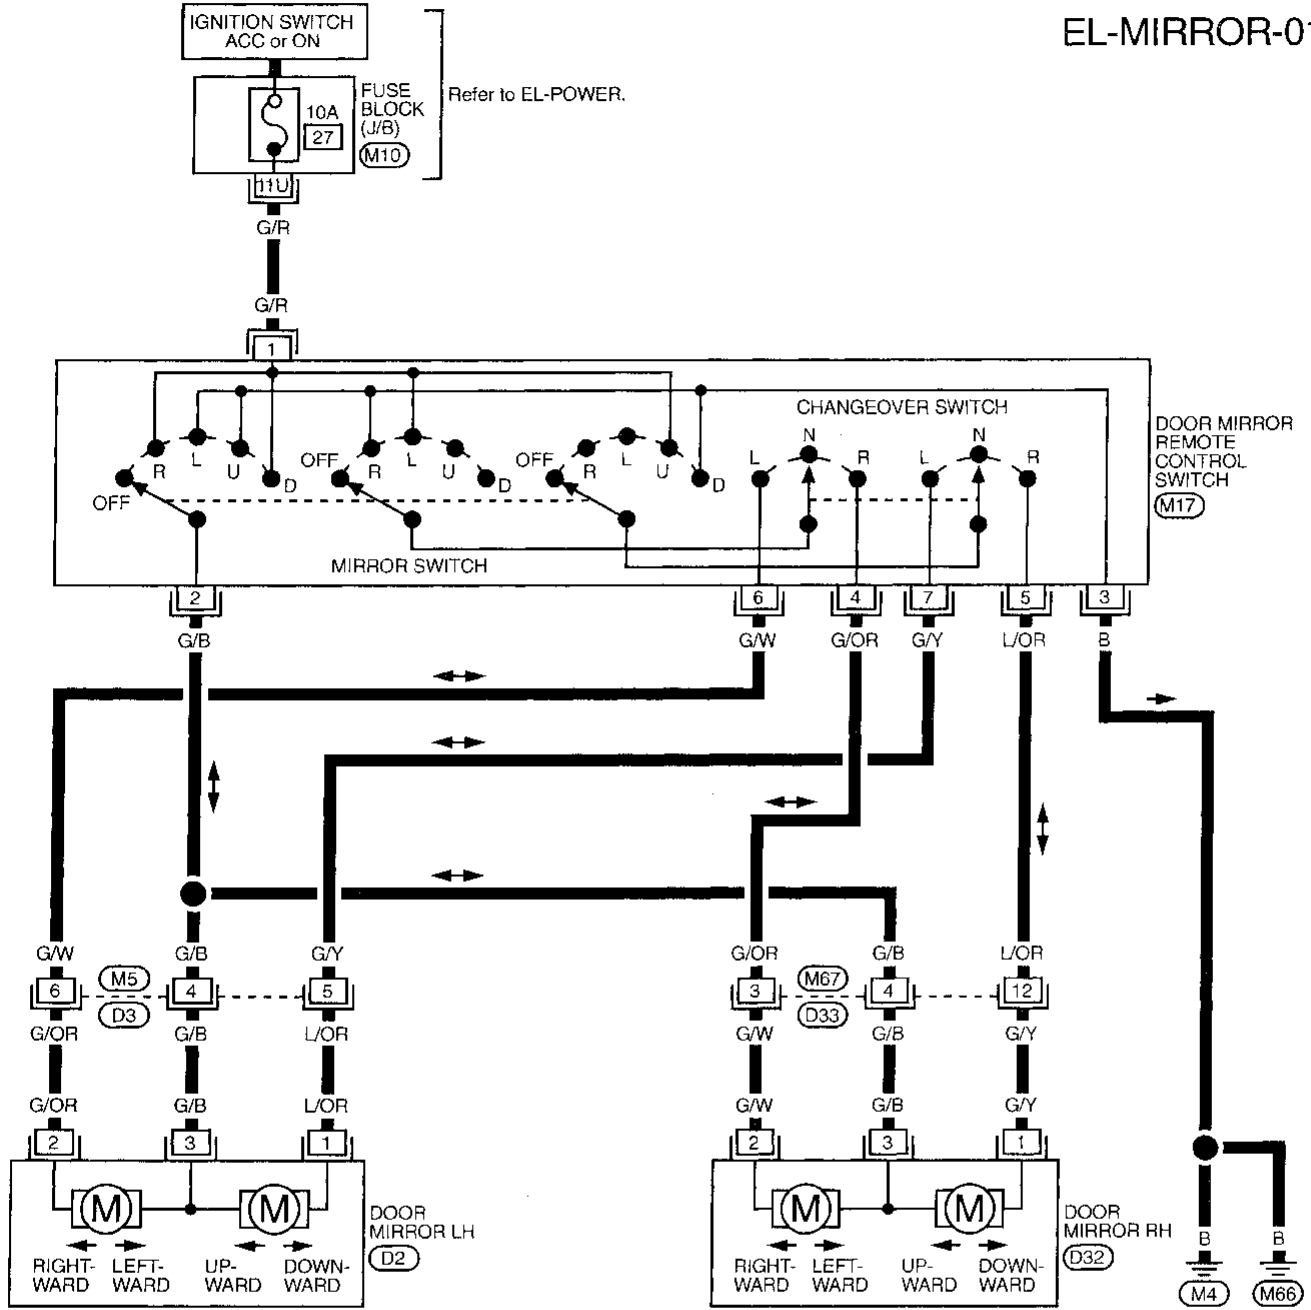 EL-MIRROR-01
IGNITION SWITCH
ACC or ON
FUSE
BLOCK
(J/B)
M10
10A
27
Refer to EL-POWER.
11U
G/R
G/R
1
CHANGEOVER SWITCH
DOOR MIRROR
REMOTE
CONTROL
SWITCH
M17
OFF R L U D
OFF R L U D
OFF R L U D
L N R
L N R
MIRROR SWITCH
2 6 4 7 5 3
G/B G/W G/OR G/Y L/OR B
G/W G/B G/Y G/OR G/B L/OR
M5 M67
6 4 5 3 4 12
D3 D33
G/OR G/B L/OR G/W G/B G/Y
G/OR G/B L/OR G/W G/B G/Y
2 3 1 2 3 1
M M M M
DOOR
MIRROR LH
D2
DOOR
MIRROR RH
D32
RIGHT-
WARD
LEFT-
WARD
UP-
WARD
DOWN-
WARD
RIGHT-
WARD
LEFT-
WARD
UP-
WARD
DOWN-
WARD
B B
M4 M66